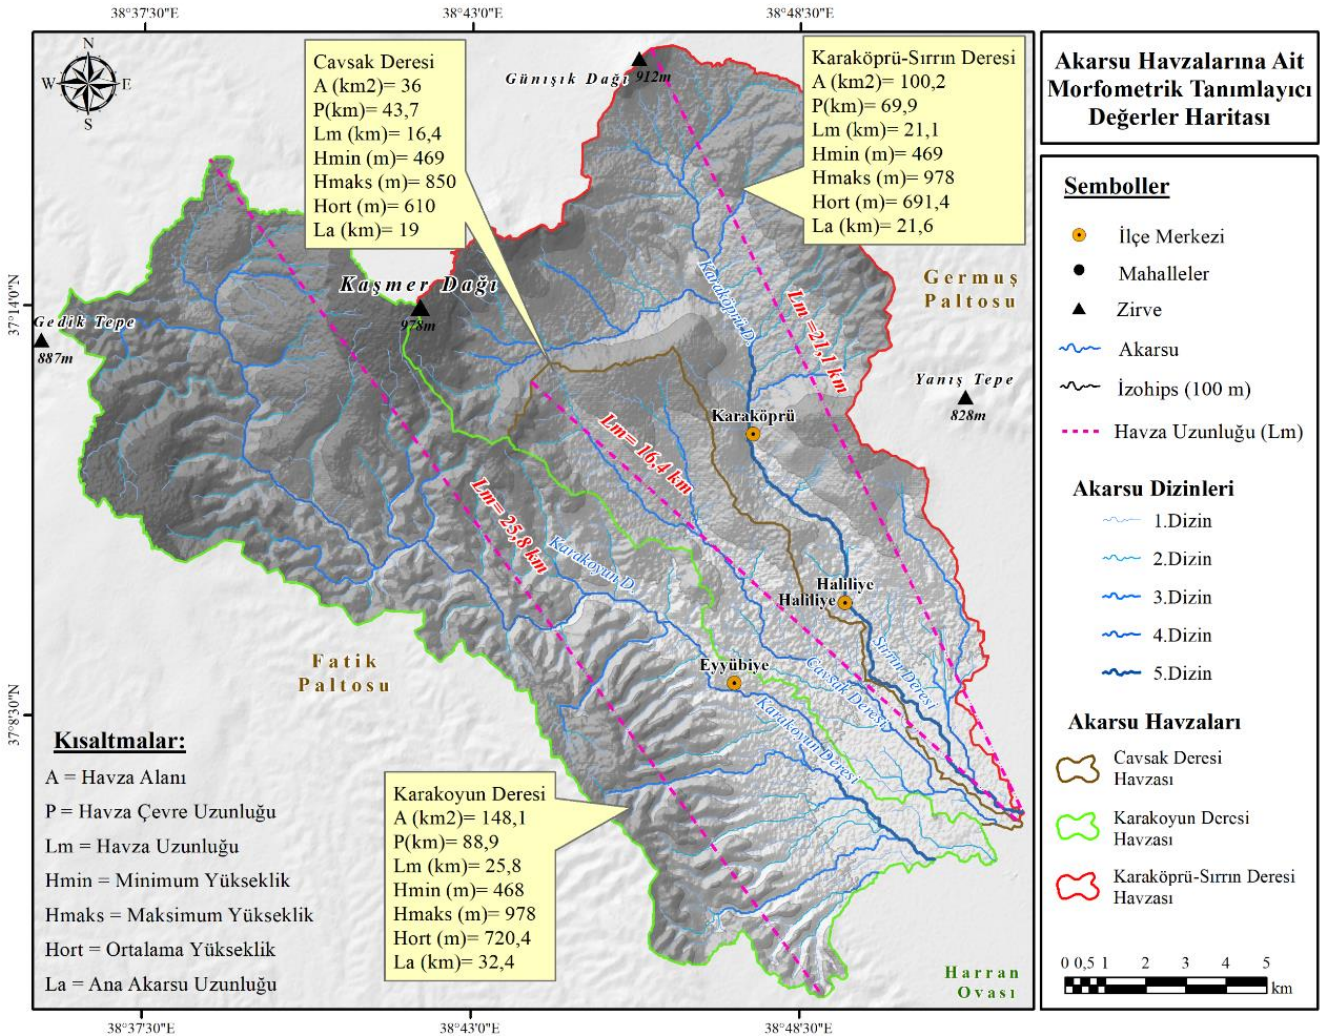 38°37'30"E
38°43'0"E
38°48'30"E
N
W
E
S
Cavsak Deresi
A (km2)= 36
P(km)= 43,7
Lm (km)= 16,4
Hmin (m)= 469
Hmaks (m)= 850
Hort (m)= 610
La (km)= 19
Günışık Dağı
912m
Karaköprü-Sırrın Deresi
A (km2)= 100,2
P(km)= 69,9
Lm (km)= 21,1
Hmin (m)= 469
Hmaks (m)= 978
Hort (m)= 691,4
La (km)= 21,6
Akarsu Havzalarına Ait
Morfometrik Tanımlayıcı
Değerler Haritası
Semboller
İlçe Merkezi
Mahalleler
Zirve
Akarsu
İzohips (100 m)
Havza Uzunluğu (Lm)
Akarsu Dizinleri
1.Dizin
2.Dizin
3.Dizin
4.Dizin
5.Dizin
Akarsu Havzaları
Cavsak Deresi
Havzası
Karakoyun Deresi
Havzası
Karaköprü-Sırrın Deresi
Havzası
0 0,5 1 2 3 4 5
km
37°14'0"N
37°8'30"N
Kaşmer Dağı
978m
Gedik Tepe
887m
Germuş
Paltosu
Yanış Tepe
828m
Karaköprü D.
Lm =21,1 km
Karaköprü
Lm= 16,4 km
Lm= 25,8 km
Karakoyun D.
Haliliye
Haliliye
Eyyübiye
Sırrın Deresi
Cavsak Deresi
Karakoyun Deresi
Fatik
Paltosu
Harran
Ovası
Kısaltmalar:
A = Havza Alanı
P = Havza Çevre Uzunluğu
Lm = Havza Uzunluğu
Hmin = Minimum Yükseklik
Hmaks = Maksimum Yükseklik
Hort = Ortalama Yükseklik
La = Ana Akarsu Uzunluğu
Karakoyun Deresi
A (km2)= 148,1
P(km)= 88,9
Lm (km)= 25,8
Hmin (m)= 468
Hmaks (m)= 978
Hort (m)= 720,4
La (km)= 32,4
38°37'30"E
38°43'0"E
38°48'30"E